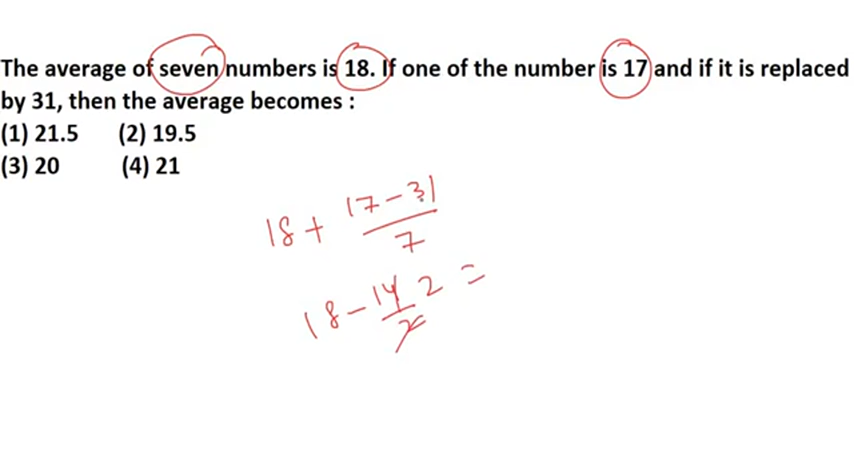 The average of seven numbers is 18. If one of the number is 17 and if it is replaced
by 31, then the average becomes :
(1) 21.5 (2) 19.5
(3) 20 (4) 21
18 + 17 - 31
7
18 - 14 2 =
7